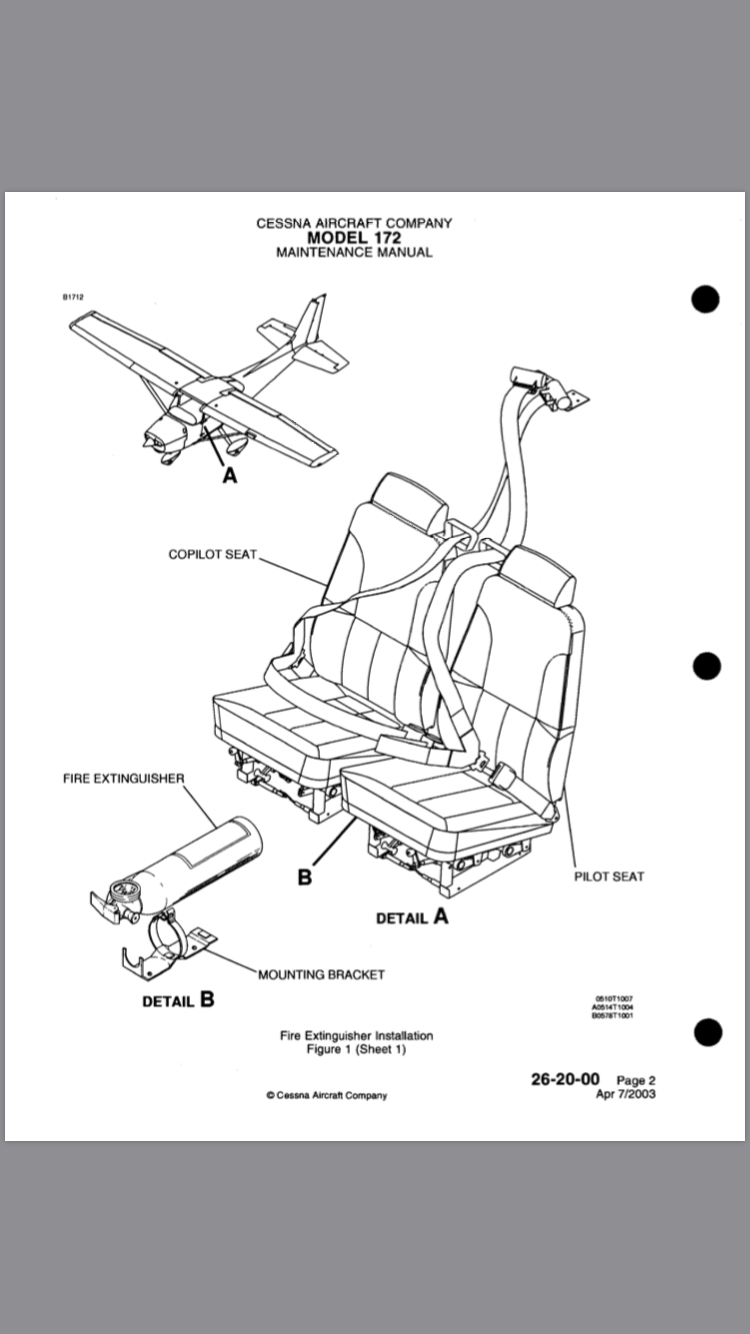 CESSNA AIRCRAFT COMPANY
MODEL 172
MAINTENANCE MANUAL
B1712
A
COPILOT SEAT
FIRE EXTINGUISHER
B
PILOT SEAT
DETAIL A
MOUNTING BRACKET
DETAIL B
0510T1007
A0514T1004
B0578T1001
Fire Extinguisher Installation
Figure 1 (Sheet 1)
26-20-00 Page 2
Apr 7/2003
© Cessna Aircraft Company